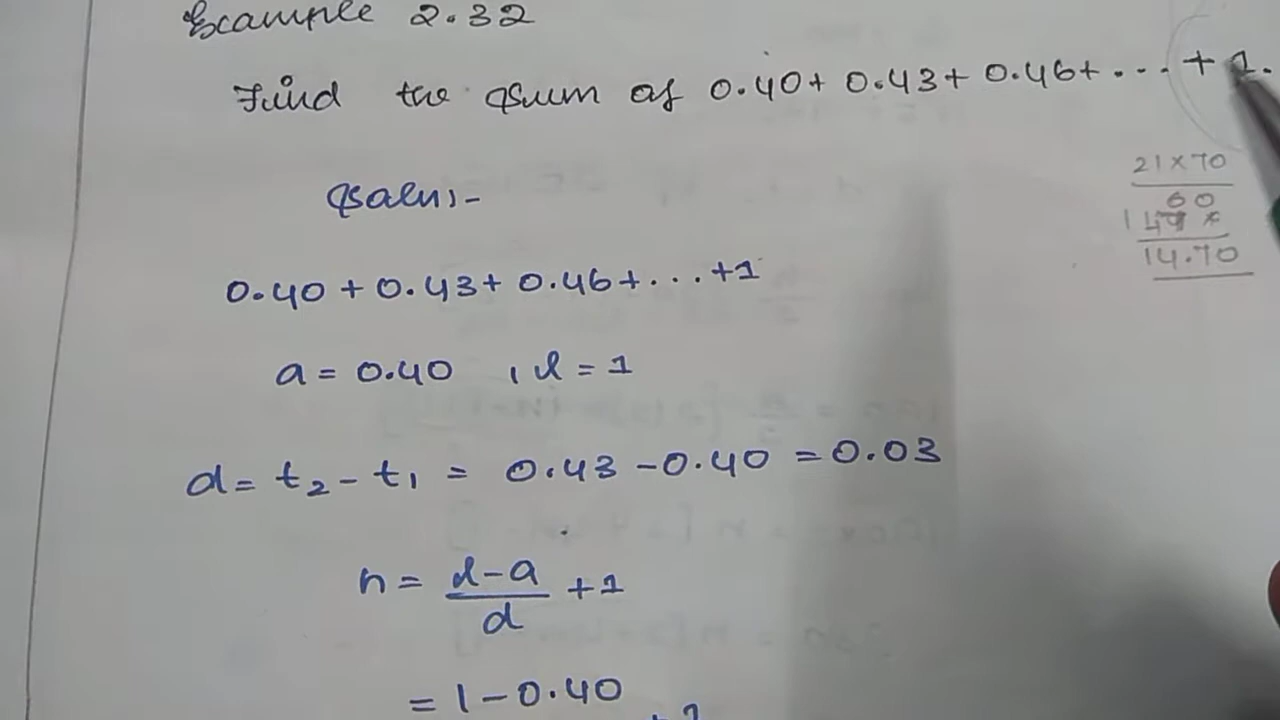 Example 2.32
Find the sum of 0.40+ 0.43+ 0.46+ ... + 1.
21 x 70
60
14.70
Soln:-
0.40 + 0.43 + 0.46 + ... +1
a = 0.40 , l = 1
d = t₂ - t₁ = 0.43 - 0.40 = 0.03
n = l-a/d + 1
= 1 - 0.40
+ 1